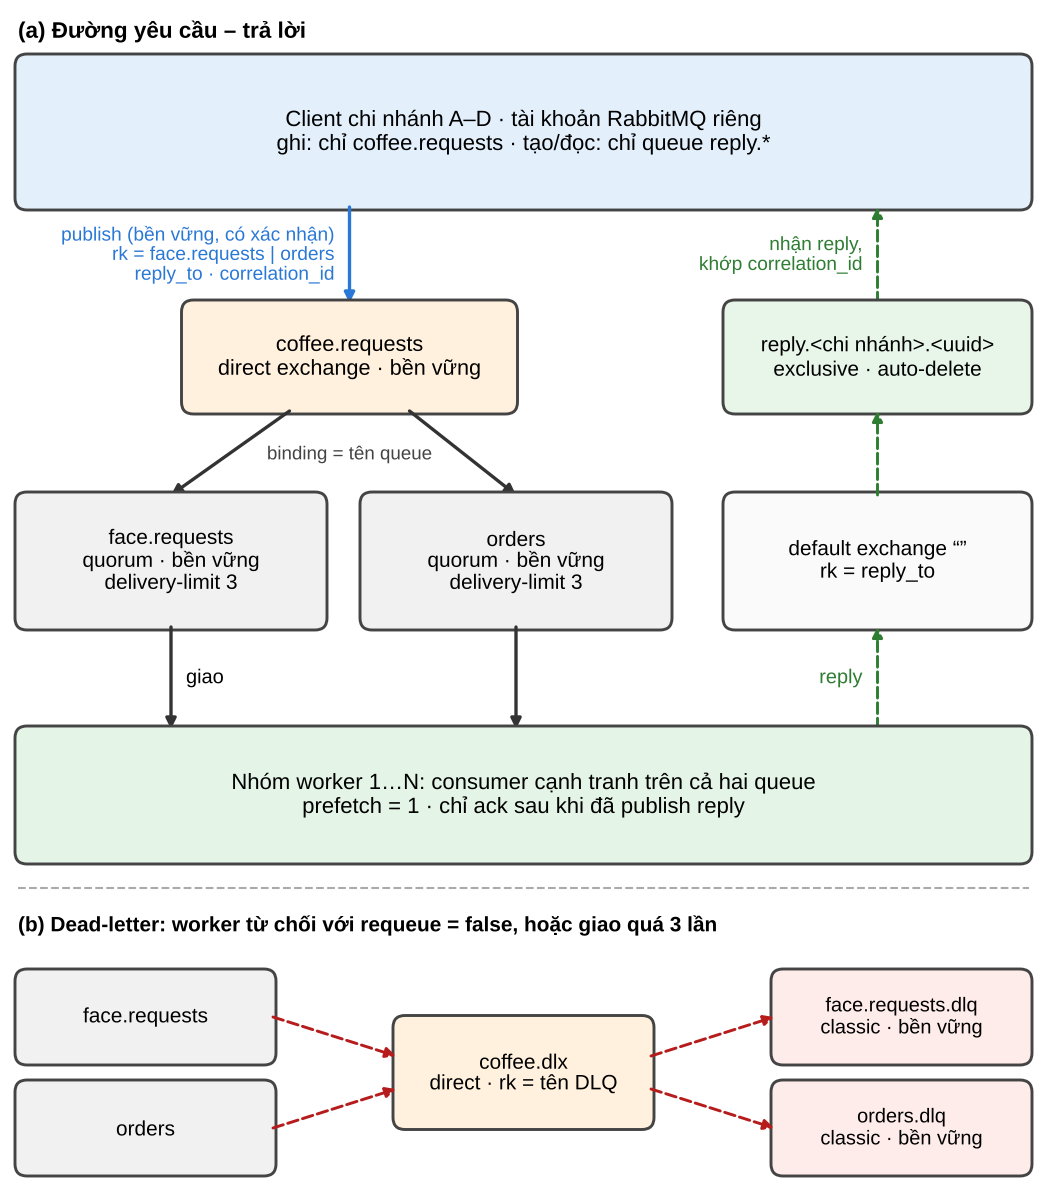 (a) Đường yêu cầu – trả lời
Client chi nhánh A–D · tài khoản RabbitMQ riêng
ghi: chỉ coffee.requests · tạo/đọc: chỉ queue reply.*
publish (bền vững, có xác nhận)
rk = face.requests | orders
reply_to · correlation_id
nhận reply,
khớp correlation_id
coffee.requests
direct exchange · bền vững
reply.<chi nhánh>.<uuid>
exclusive · auto-delete
binding = tên queue
face.requests
quorum · bền vững
delivery-limit 3
orders
quorum · bền vững
delivery-limit 3
default exchange “”
rk = reply_to
giao
reply
Nhóm worker 1…N: consumer cạnh tranh trên cả hai queue
prefetch = 1 · chỉ ack sau khi đã publish reply
(b) Dead-letter: worker từ chối với requeue = false, hoặc giao quá 3 lần
face.requests
orders
coffee.dlx
direct · rk = tên DLQ
face.requests.dlq
classic · bền vững
orders.dlq
classic · bền vững